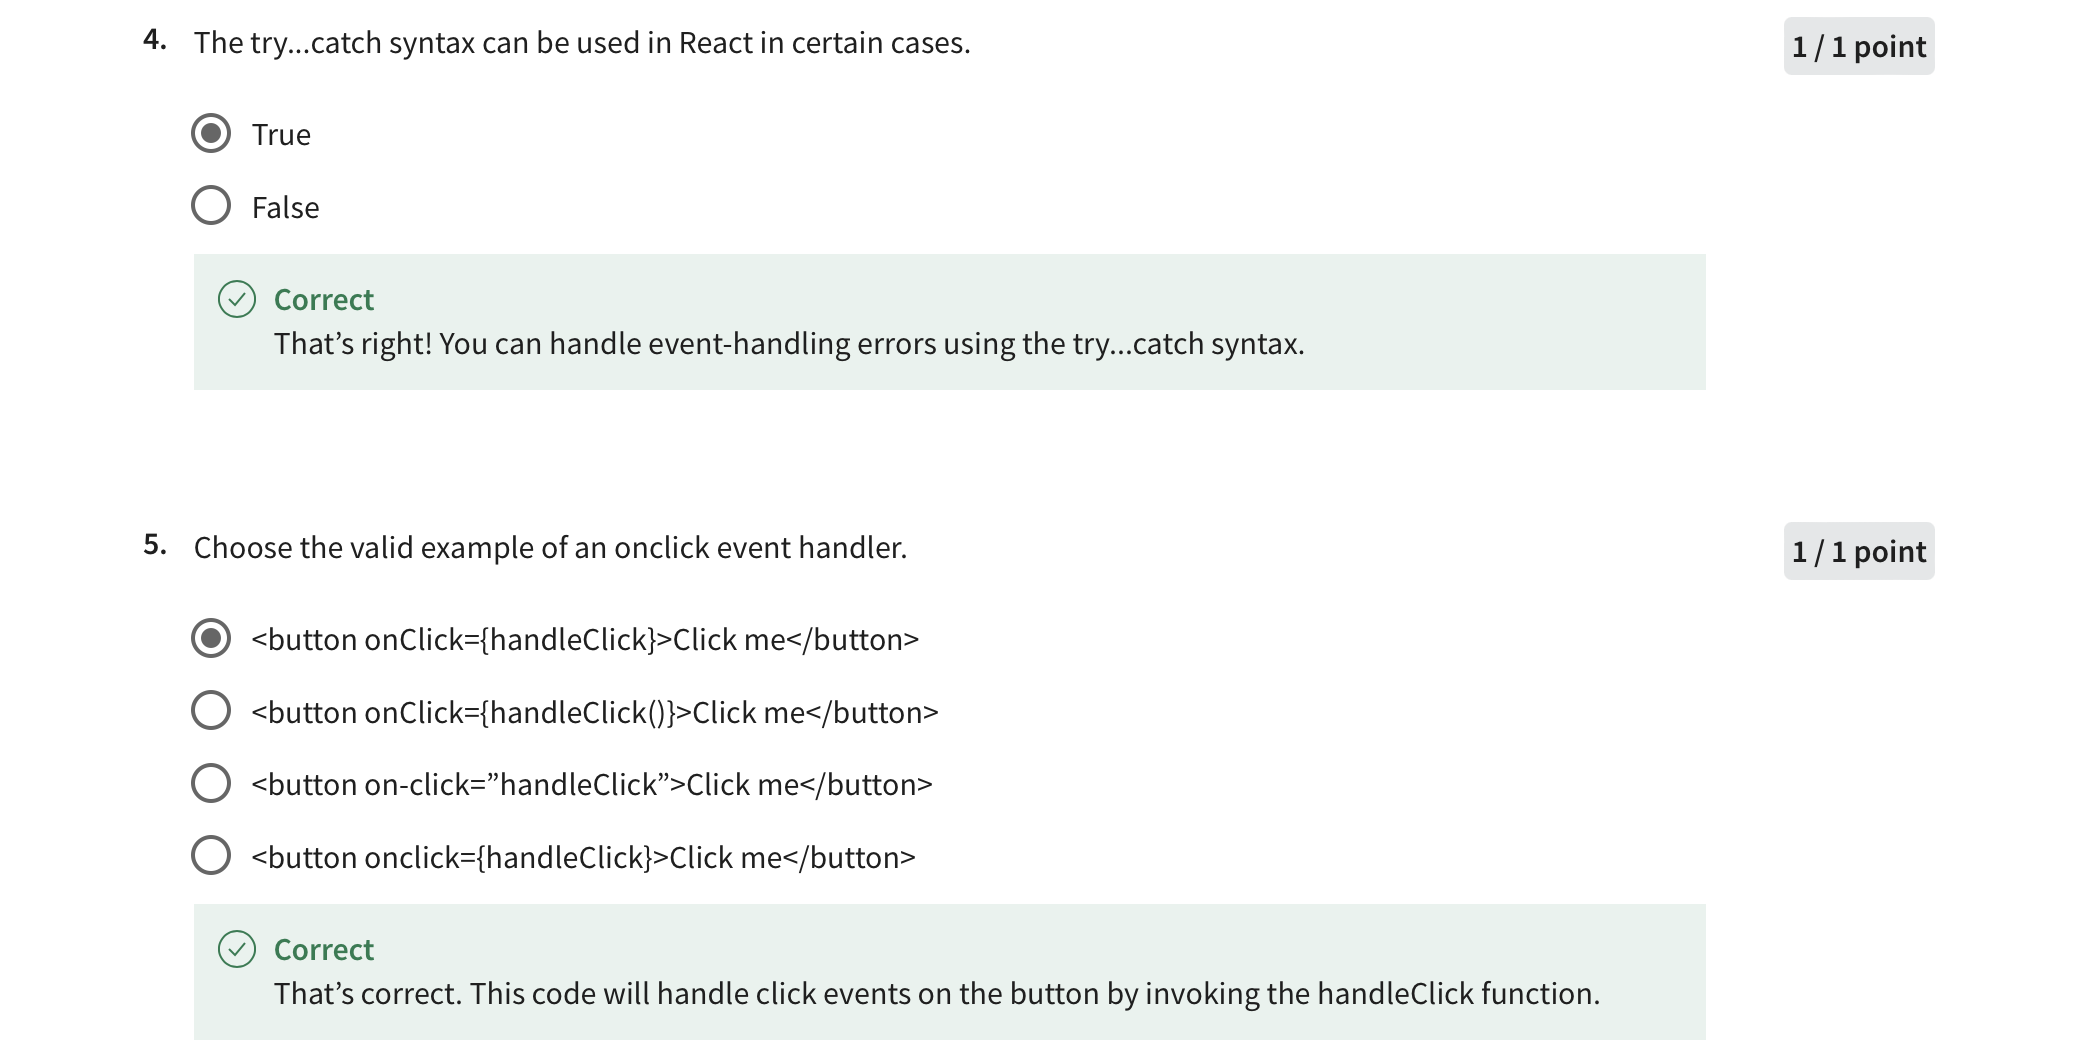 4. The try...catch syntax can be used in React in certain cases.
1 / 1 point
True
False
Correct
That’s right! You can handle event-handling errors using the try...catch syntax.
5. Choose the valid example of an onclick event handler.
1 / 1 point
<button onClick={handleClick}>Click me</button>
<button onClick={handleClick()}>Click me</button>
<button on-click=”handleClick”>Click me</button>
<button onclick={handleClick}>Click me</button>
Correct
That’s correct. This code will handle click events on the button by invoking the handleClick function.